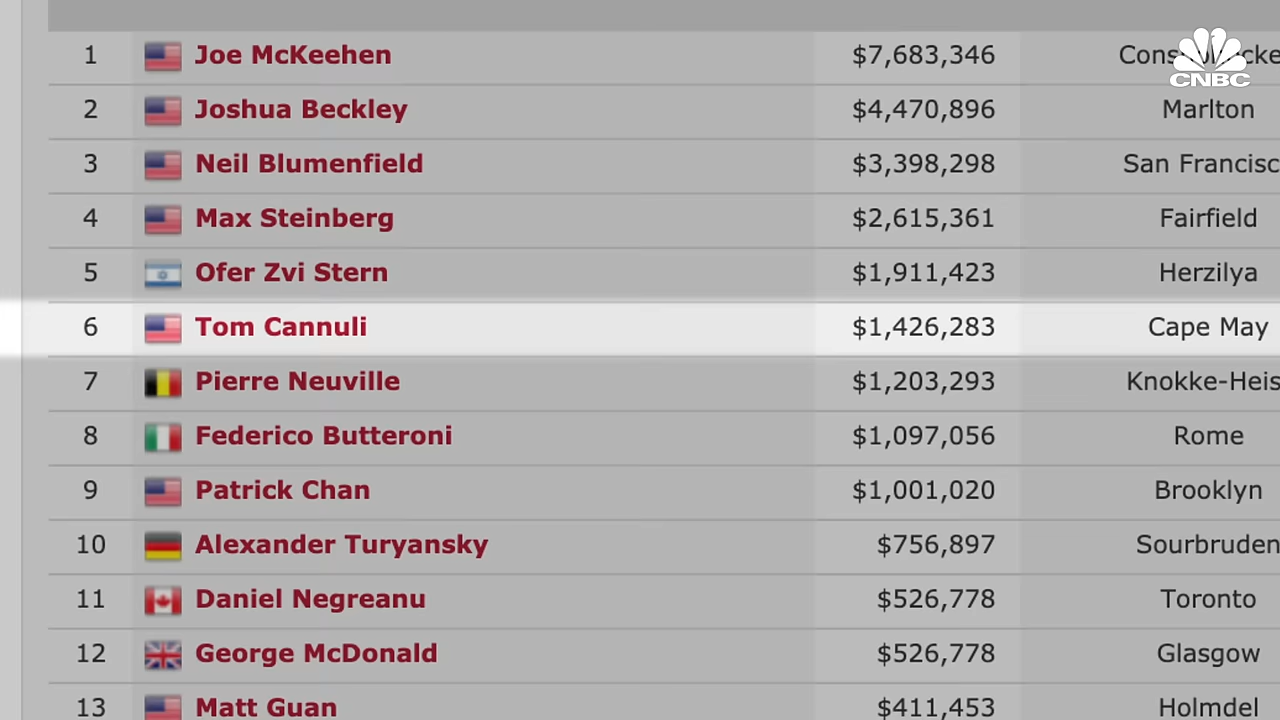 1 Joe McKeehen $7,683,346
CNBC
2 Joshua Beckley $4,470,896 Marlton
3 Neil Blumenfield $3,398,298 San Francisc
4 Max Steinberg $2,615,361 Fairfield
5 Ofer Zvi Stern $1,911,423 Herzilya
6 Tom Cannuli $1,426,283 Cape May
7 Pierre Neuville $1,203,293 Knokke-Heis
8 Federico Butteroni $1,097,056 Rome
9 Patrick Chan $1,001,020 Brooklyn
10 Alexander Turyansky $756,897 Sourbruden
11 Daniel Negreanu $526,778 Toronto
12 George McDonald $526,778 Glasgow
13 Matt Guan $411,453 Holmdel